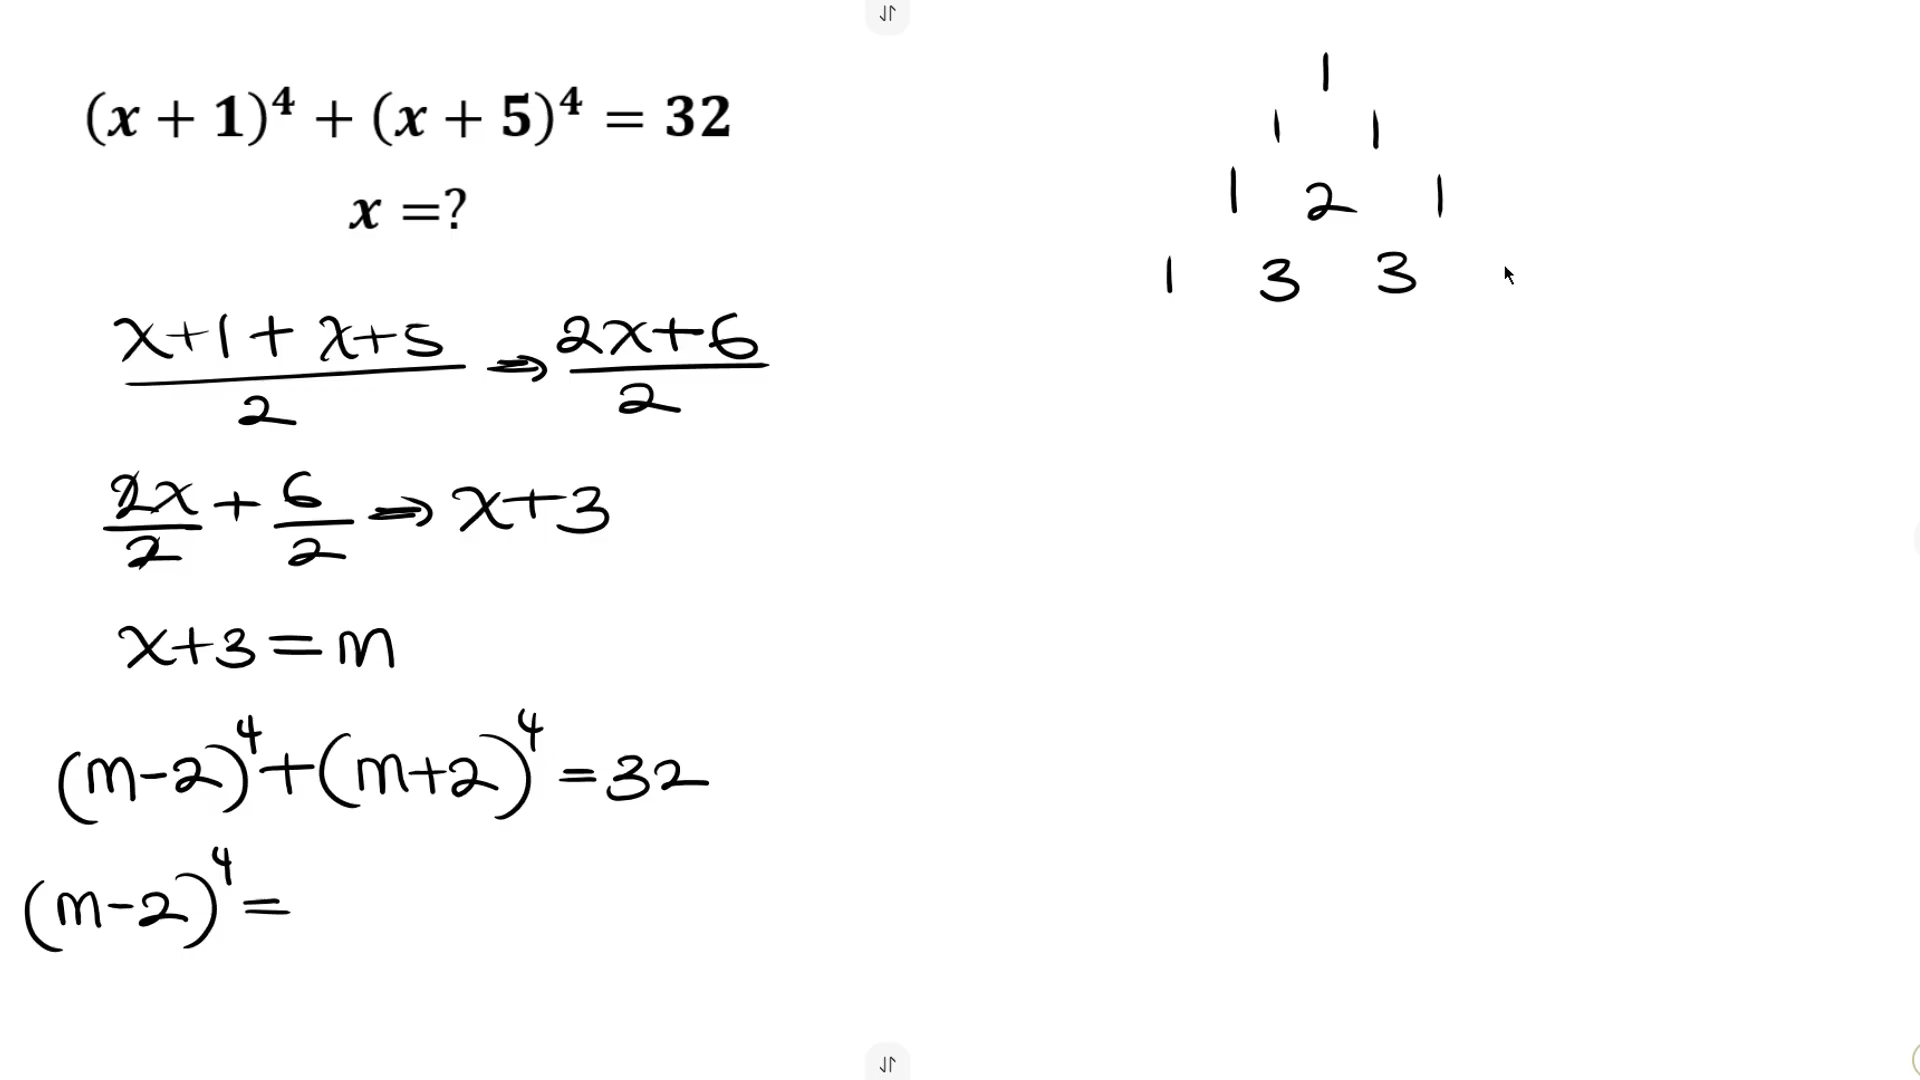 (x + 1)⁴ + (x + 5)⁴ = 32
x =?
x+1 + x+5 / 2 ⇒ 2x+6 / 2
2x/2 + 6/2 ⇒ x+3
x+3 = m
(m-2)⁴ + (m+2)⁴ = 32
(m-2)⁴ =
1
1 1
1 2 1
1 3 3